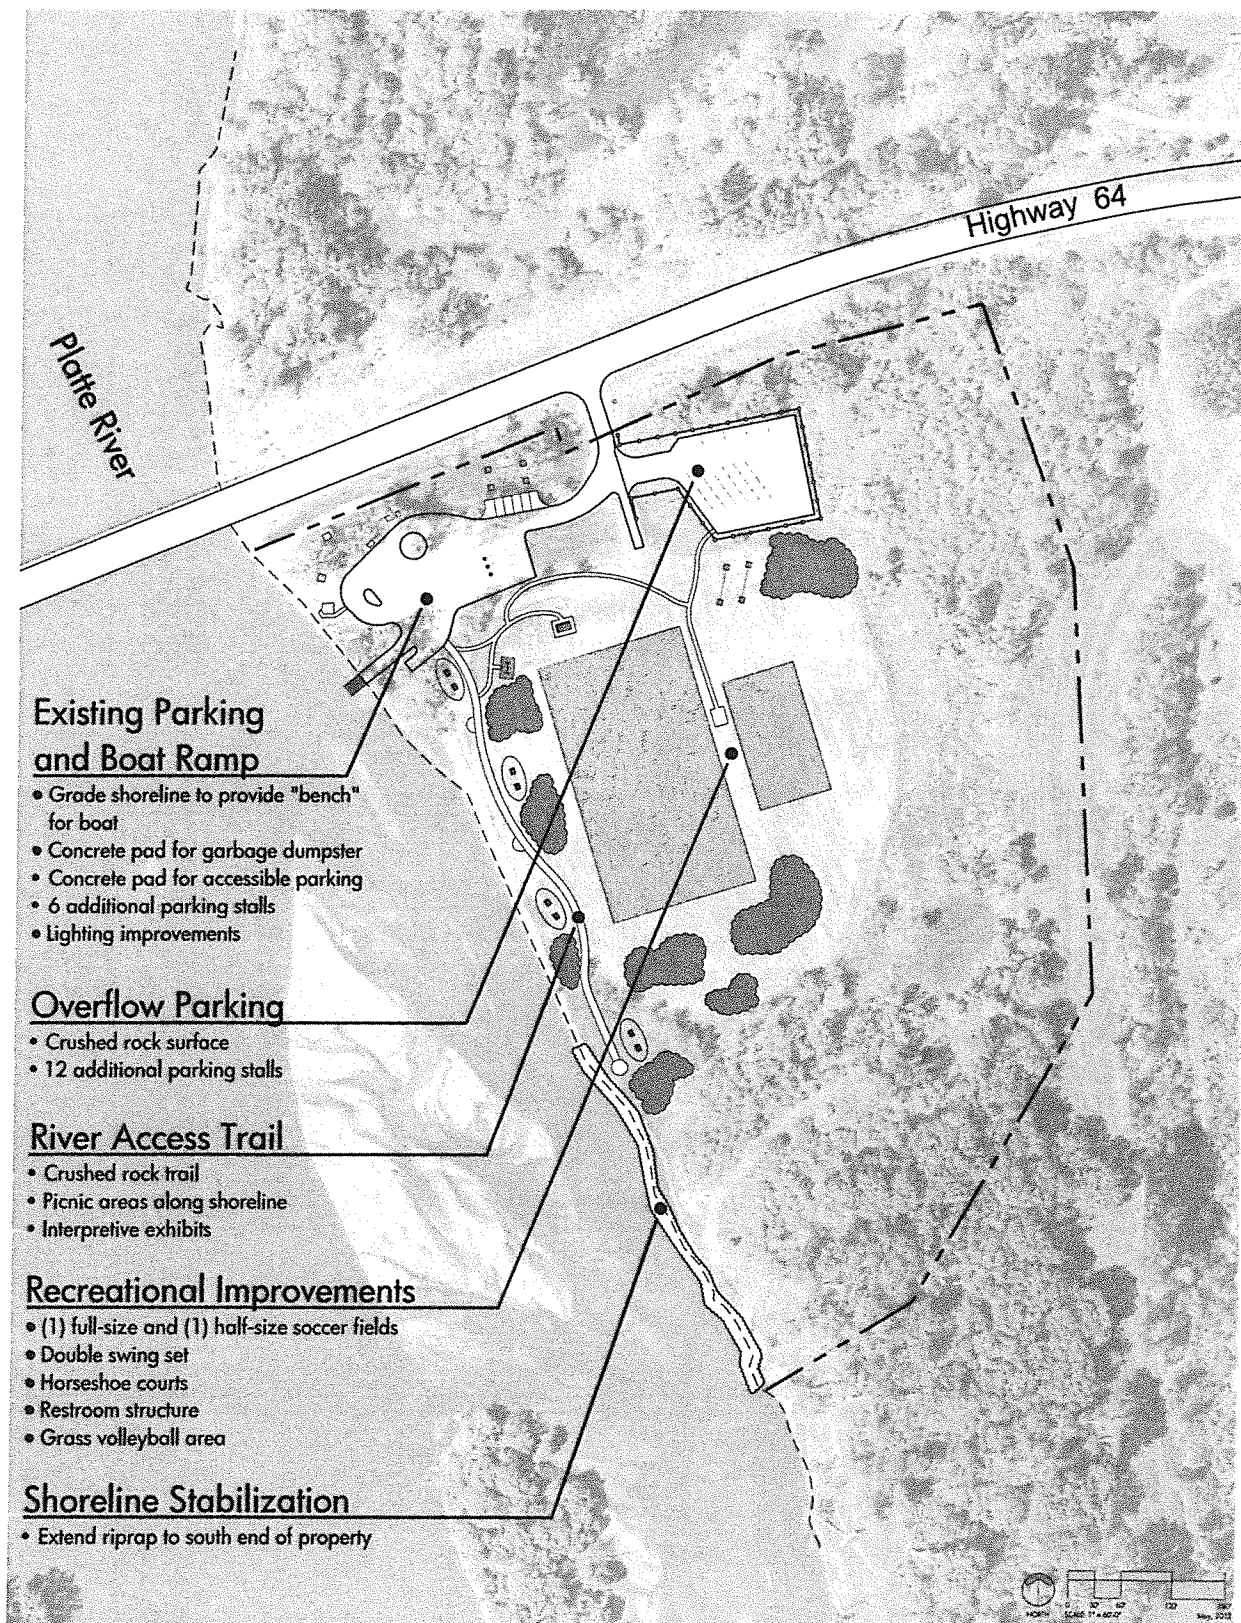 Highway 64
Platte River
Existing Parking
and Boat Ramp
• Grade shoreline to provide "bench"
for boat
• Concrete pad for garbage dumpster
• Concrete pad for accessible parking
• 6 additional parking stalls
• Lighting improvements
Overflow Parking
• Crushed rock surface
• 12 additional parking stalls
River Access Trail
• Crushed rock trail
• Picnic areas along shoreline
• Interpretive exhibits
Recreational Improvements
• (1) full-size and (1) half-size soccer fields
• Double swing set
• Horseshoe courts
• Restroom structure
• Grass volleyball area
Shoreline Stabilization
• Extend riprap to south end of property
NORTH